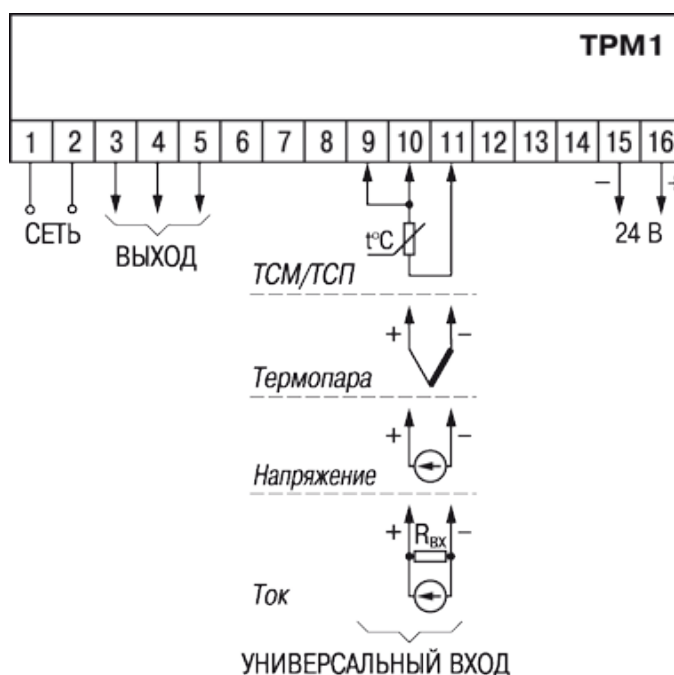 ТРМ1
1 2 3 4 5 6 7 8 9 10 11 12 13 14 15 16
− +
СЕТЬ
ВЫХОД
24 В
t°C
ТСМ/ТСП
+ −
Термопара
+ −
Напряжение
+ −
Rвх
Ток
УНИВЕРСАЛЬНЫЙ ВХОД